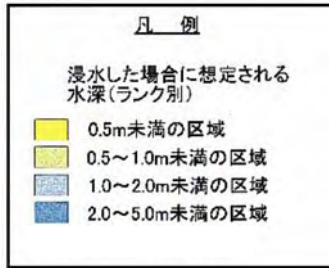 凡 例
浸水した場合に想定される
水深(ランク別)
0.5m未満の区域
0.5～1.0m未満の区域
1.0～2.0m未満の区域
2.0～5.0m未満の区域